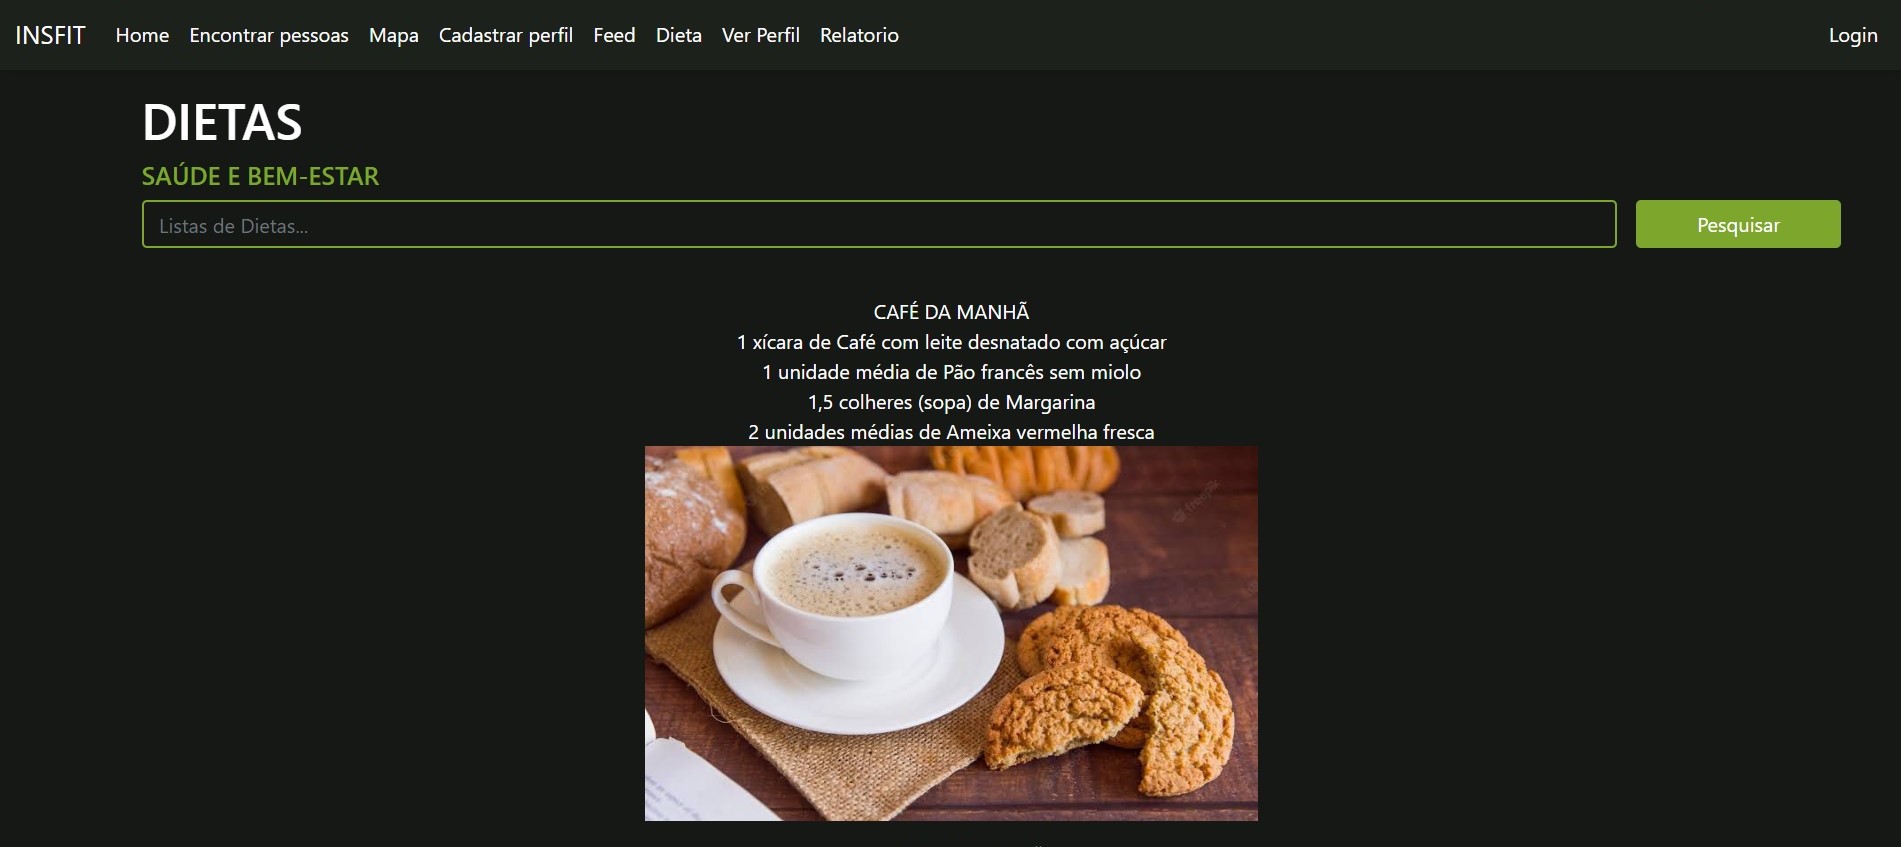 INSFIT Home Encontrar pessoas Mapa Cadastrar perfil Feed Dieta Ver Perfil Relatorio Login
DIETAS
SAÚDE E BEM-ESTAR
Listas de Dietas... Pesquisar
CAFÉ DA MANHÃ
1 xícara de Café com leite desnatado com açúcar
1 unidade média de Pão francês sem miolo
1,5 colheres (sopa) de Margarina
2 unidades médias de Ameixa vermelha fresca
freepik